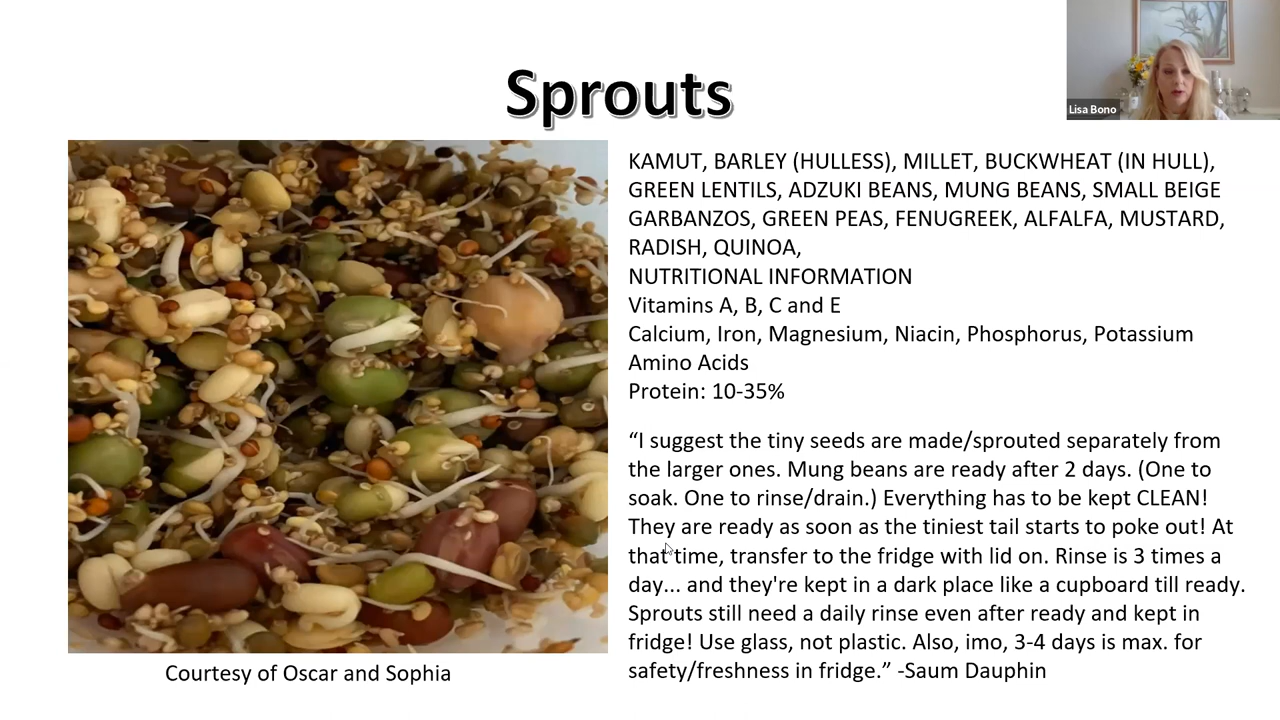 Sprouts
Lisa Bono
KAMUT, BARLEY (HULLESS), MILLET, BUCKWHEAT (IN HULL),
GREEN LENTILS, ADZUKI BEANS, MUNG BEANS, SMALL BEIGE
GARBANZOS, GREEN PEAS, FENUGREEK, ALFALFA, MUSTARD,
RADISH, QUINOA,
NUTRITIONAL INFORMATION
Vitamins A, B, C and E
Calcium, Iron, Magnesium, Niacin, Phosphorus, Potassium
Amino Acids
Protein: 10-35%
“I suggest the tiny seeds are made/sprouted separately from
the larger ones. Mung beans are ready after 2 days. (One to
soak. One to rinse/drain.) Everything has to be kept CLEAN!
They are ready as soon as the tiniest tail starts to poke out! At
that time, transfer to the fridge with lid on. Rinse is 3 times a
day... and they're kept in a dark place like a cupboard till ready.
Sprouts still need a daily rinse even after ready and kept in
fridge! Use glass, not plastic. Also, imo, 3-4 days is max. for
safety/freshness in fridge.” -Saum Dauphin
Courtesy of Oscar and Sophia